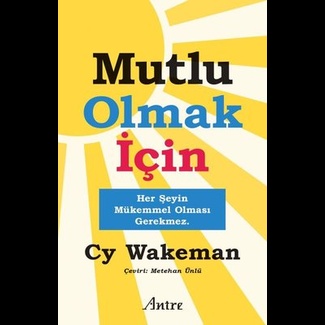 Mutlu
Olmak
İçin
Her Şeyin
Mükemmel Olması
Gerekmez.
Cy Wakeman
Çeviri: Metehan Ünlü
Antre